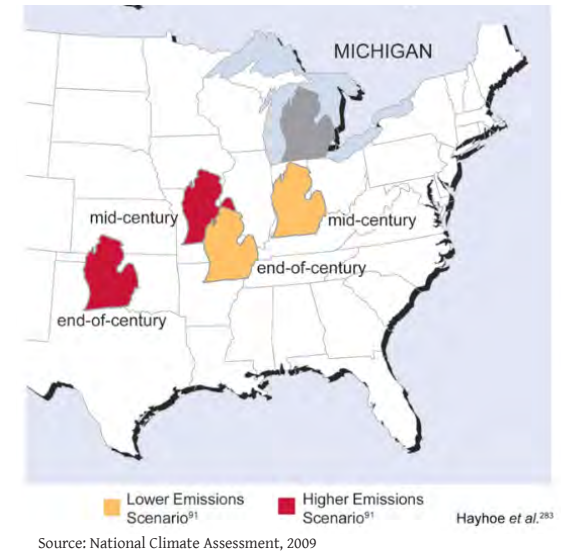 MICHIGAN
mid-century
mid-century
end-of-century
end-of-century
Lower Emissions
Scenario91
Higher Emissions
Scenario91
Hayhoe et al.283
Source: National Climate Assessment, 2009